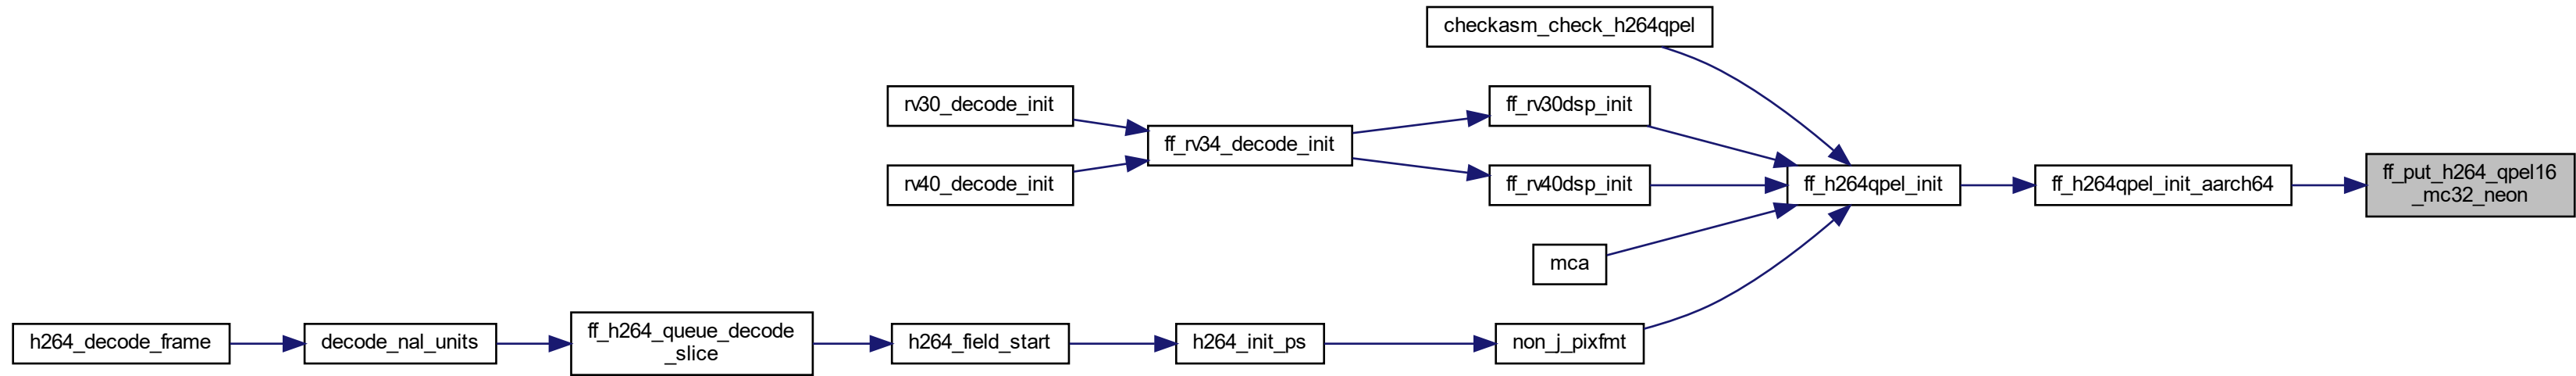 checkasm_check_h264qpel
rv30_decode_init
ff_rv30dsp_init
ff_rv34_decode_init
rv40_decode_init
ff_rv40dsp_init
ff_h264qpel_init
ff_h264qpel_init_aarch64
ff_put_h264_qpel16
_mc32_neon
mca
h264_decode_frame
decode_nal_units
ff_h264_queue_decode
_slice
h264_field_start
h264_init_ps
non_j_pixfmt